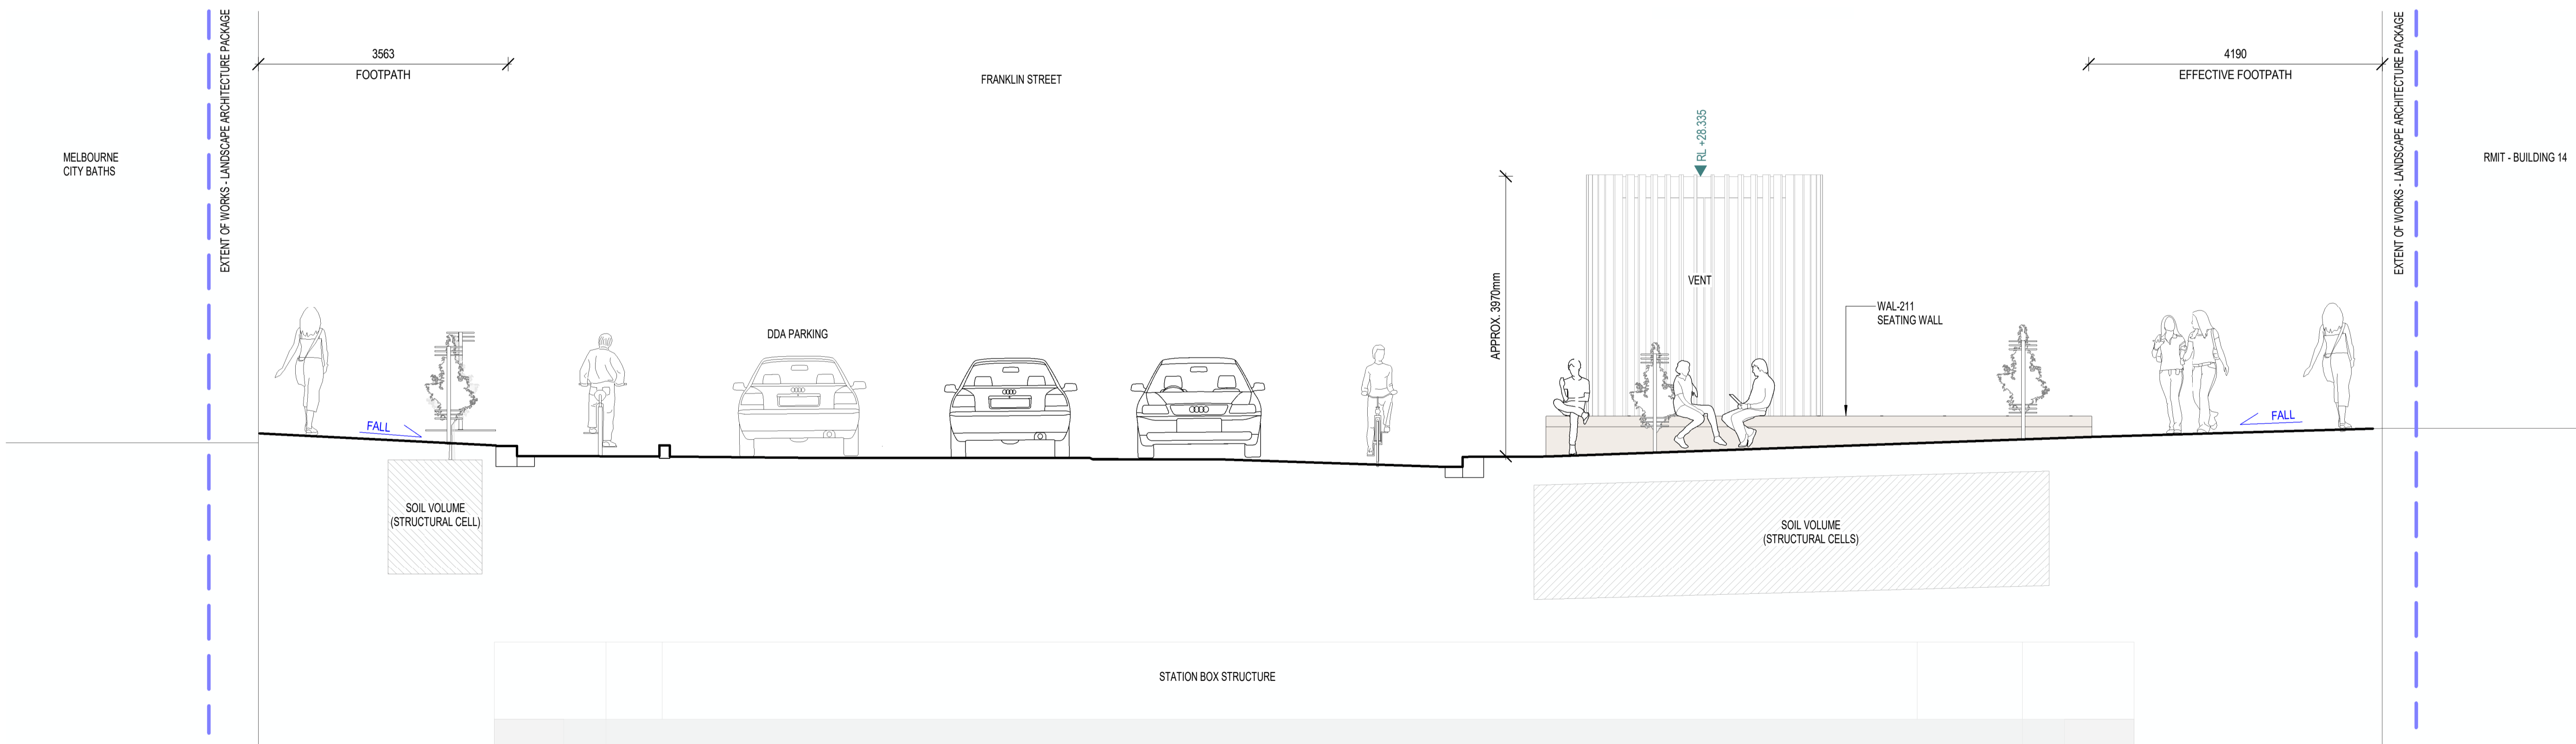 3563
FOOTPATH
FRANKLIN STREET
4190
EFFECTIVE FOOTPATH
EXTENT OF WORKS - LANDSCAPE ARCHITECTURE PACKAGE
EXTENT OF WORKS - LANDSCAPE ARCHITECTURE PACKAGE
MELBOURNE
CITY BATHS
RL +28.335
RMIT - BUILDING 14
APPROX. 3970mm
VENT
WAL-211
SEATING WALL
DDA PARKING
FALL
FALL
SOIL VOLUME
(STRUCTURAL CELL)
SOIL VOLUME
(STRUCTURAL CELLS)
STATION BOX STRUCTURE